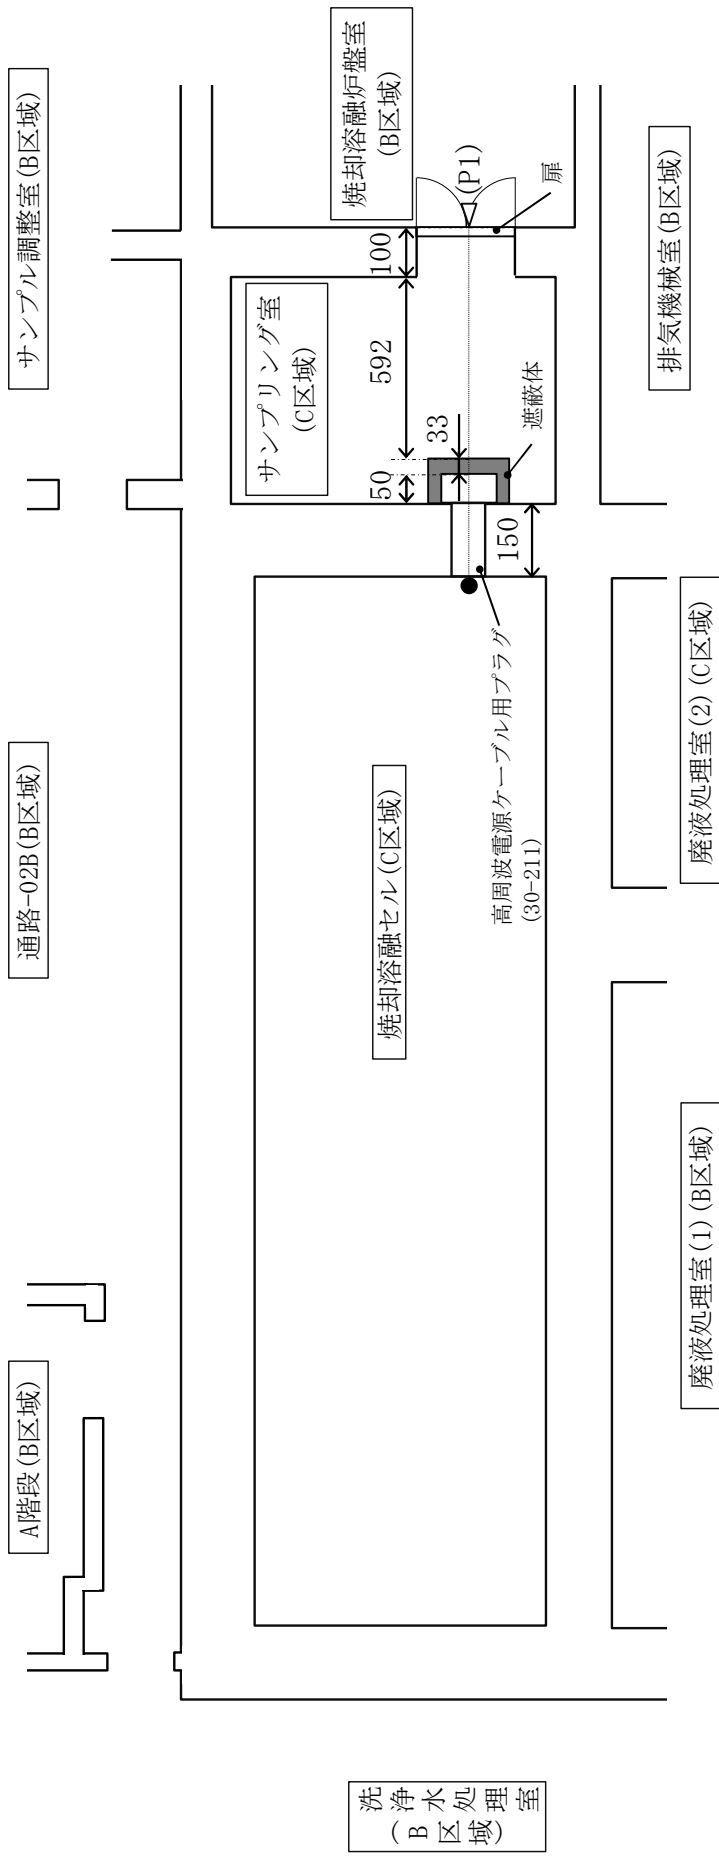 サンプル調整室(B区域)
通路-02B(B区域)
A階段(B区域)
焼却溶融炉盤室
(B区域)
サンプリング室
(C区域)
100
592
33
50
150
(P1)
扉
遮蔽体
焼却溶融セル(C区域)
高周波電源ケーブル用プラグ
(30-211)
排気機械室(B区域)
廃液処理室(2)(C区域)
廃液処理室(1)(B区域)
洗浄水処理室
(B区域)